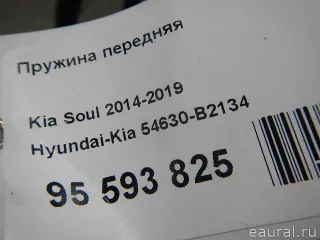 Пружина передняя
Kia Soul 2014-2019
Hyundai-Kia 54630-B2134
95 593 825
eaural.ru